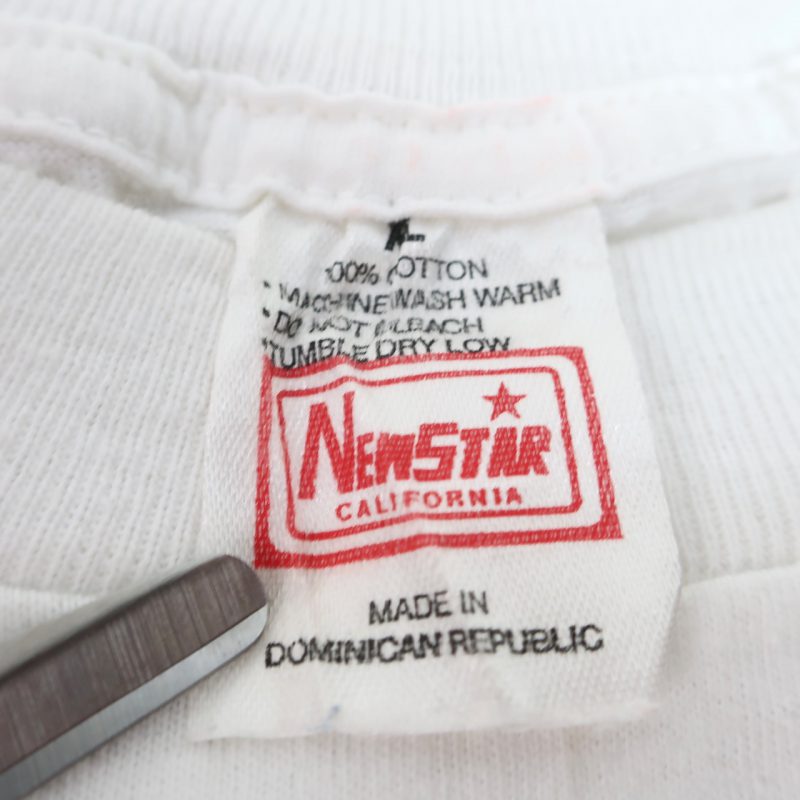 L
100% COTTON
• MACHINE WASH WARM
• DO NOT BLEACH
• TUMBLE DRY LOW
NEWSTAR
CALIFORNIA
MADE IN
DOMINICAN REPUBLIC